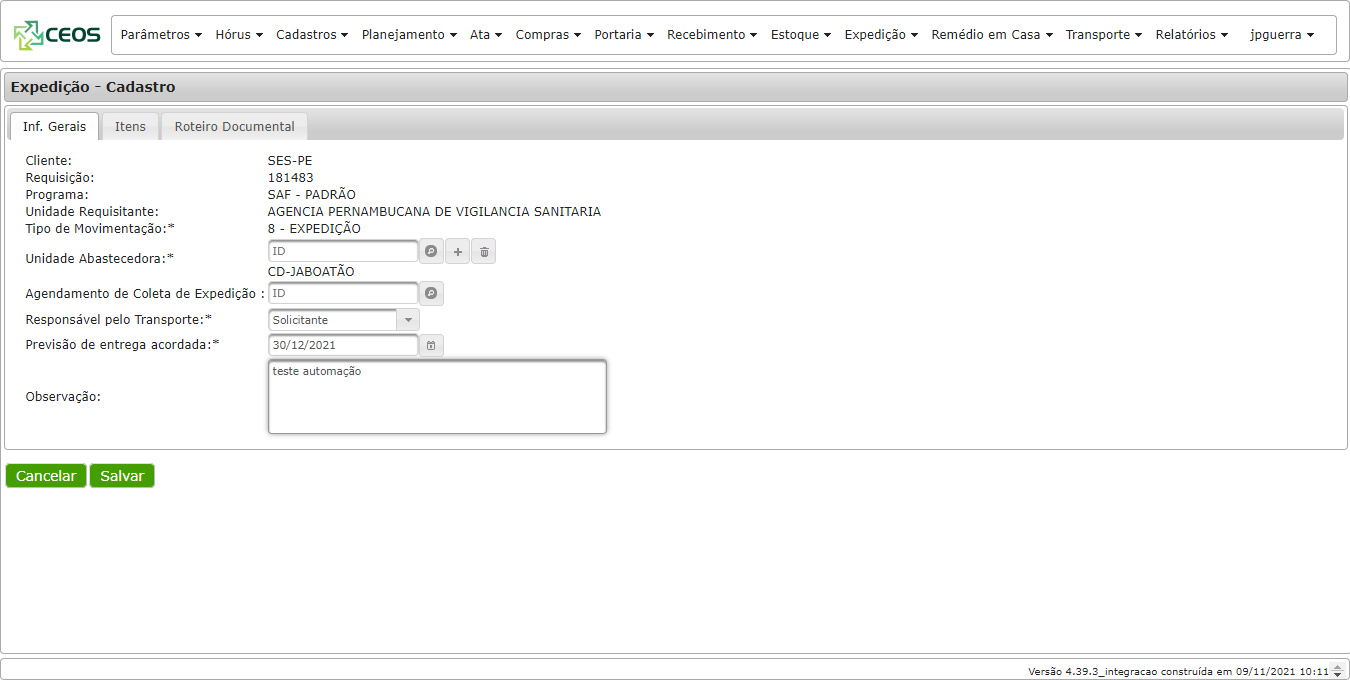 CEOS Parâmetros Hórus Cadastros Planejamento Ata Compras Portaria Recebimento Estoque Expedição Remédio em Casa Transporte Relatórios jpguerra
Expedição - Cadastro
Inf. Gerais Itens Roteiro Documental
Cliente: SES-PE
Requisição: 181483
Programa: SAF - PADRÃO
Unidade Requisitante: AGENCIA PERNAMBUCANA DE VIGILANCIA SANITARIA
Tipo de Movimentação:* 8 - EXPEDIÇÃO
Unidade Abastecedora:* ID
CD-JABOATÃO
Agendamento de Coleta de Expedição : ID
Responsável pelo Transporte:* Solicitante
Previsão de entrega acordada:* 30/12/2021
Observação: teste automação
Cancelar Salvar
Versão 4.39.3_integracao construída em 09/11/2021 10:11